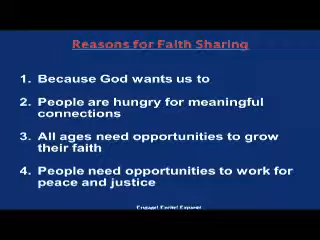 Reasons for Faith Sharing
1. Because God wants us to
2. People are hungry for meaningful
connections
3. All ages need opportunities to grow
their faith
4. People need opportunities to work for
peace and justice